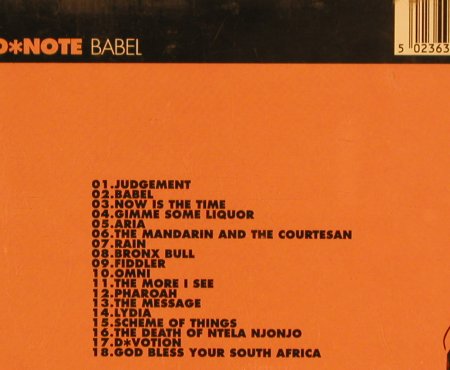 D*NOTE BABEL
5 02363
01.JUDGEMENT
02.BABEL
03.NOW IS THE TIME
04.GIMME SOME LIQUOR
05.ARIA
06.THE MANDARIN AND THE COURTESAN
07.RAIN
08.BRONX BULL
09.FIDDLER
10.OMNI
11.THE MORE I SEE
12.PHAROAH
13.THE MESSAGE
14.LYDIA
15.SCHEME OF THINGS
16.THE DEATH OF NTELA NJONJO
17.D*VOTION
18.GOD BLESS YOUR SOUTH AFRICA